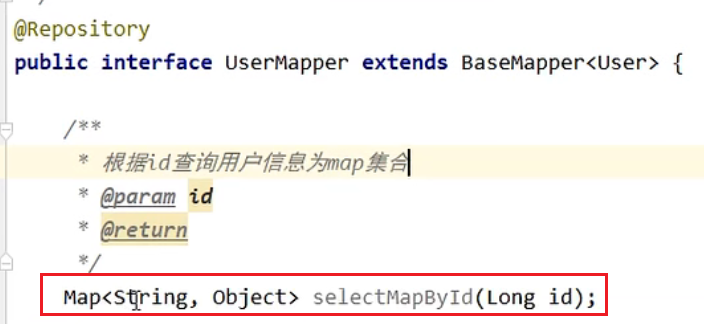 @Repository
public interface UserMapper extends BaseMapper<User> {
/**
* 根据id查询用户信息为map集合
* @param id
* @return
*/
Map<String, Object> selectMapById(Long id);